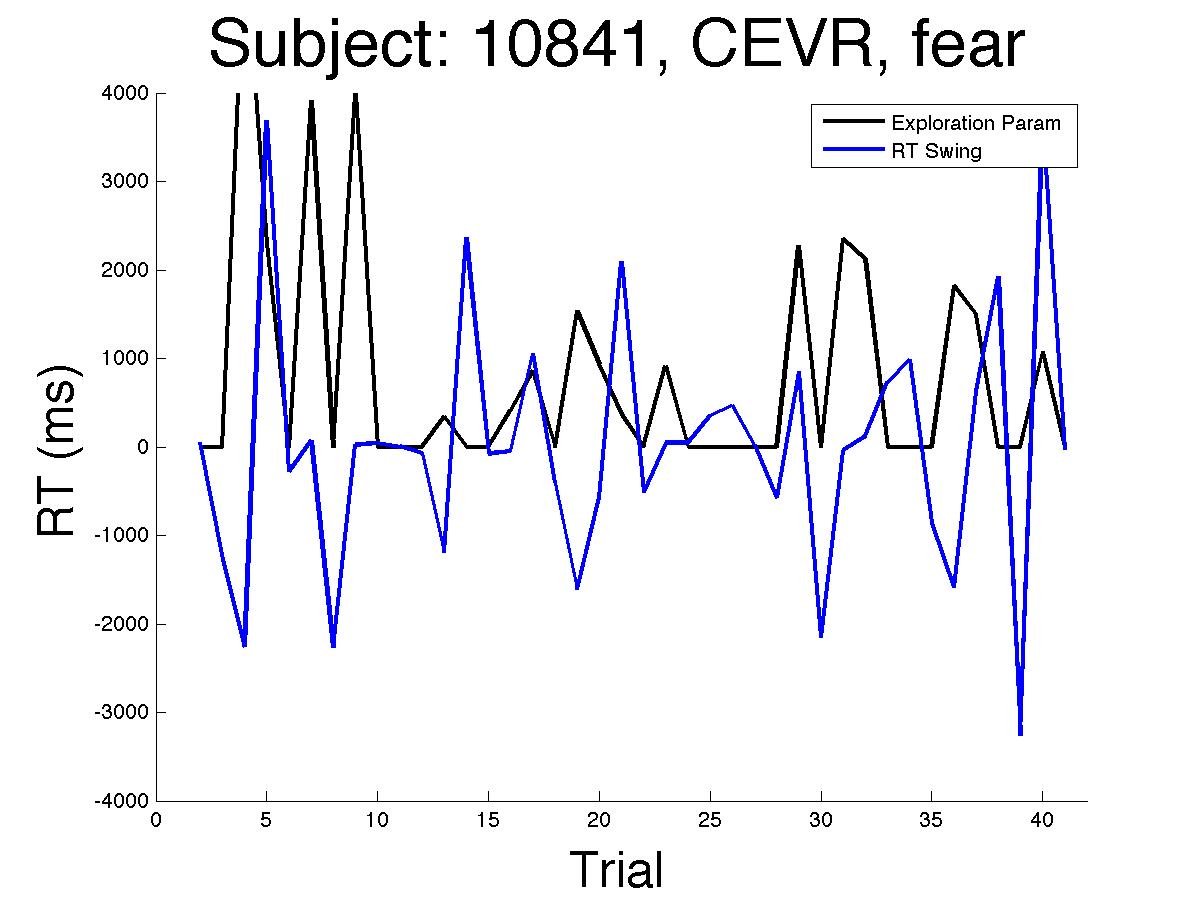 Subject: 10841, CEVR, fear
Exploration Param
RT Swing
RT (ms)
4000
3000
2000
1000
0
-1000
-2000
-3000
-4000
0 5 10 15 20 25 30 35 40
Trial